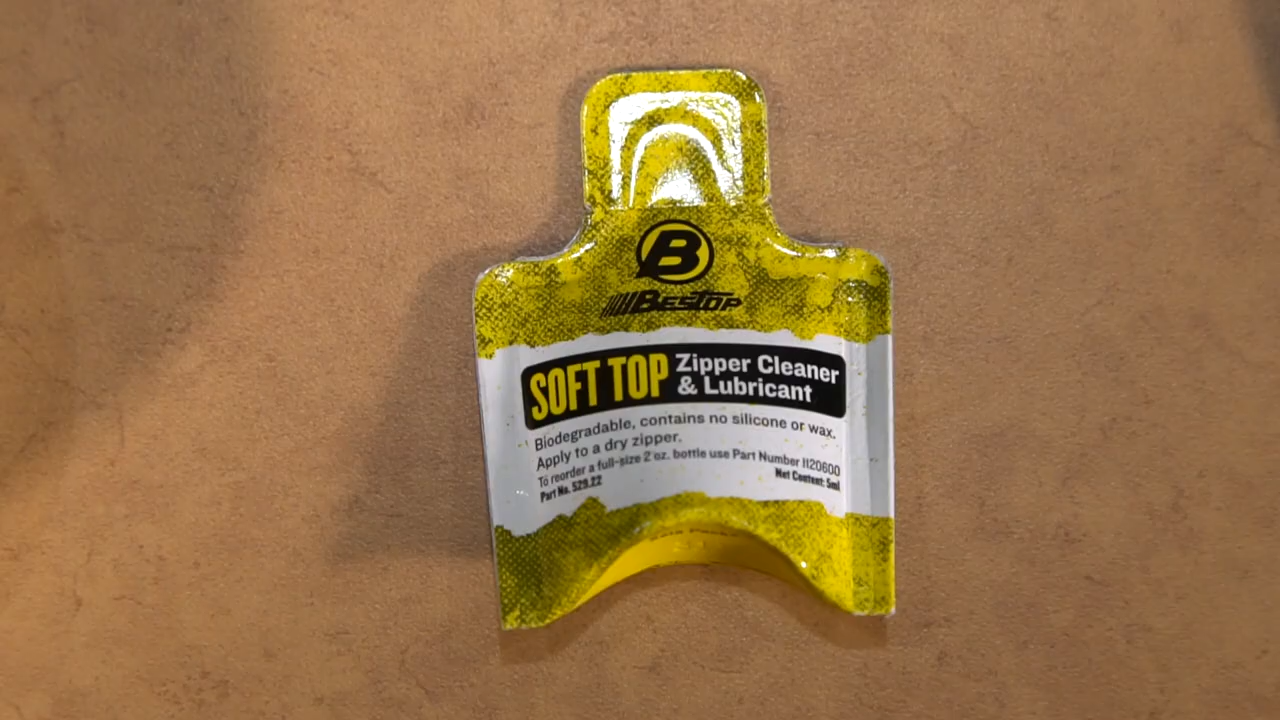 B
BESTOP
SOFT TOP Zipper Cleaner
& Lubricant
Biodegradable, contains no silicone or wax.
Apply to a dry zipper.
To reorder a full-size 2 oz. bottle use Part Number 1120600
Part No. 529.22
Net Content: 5ml